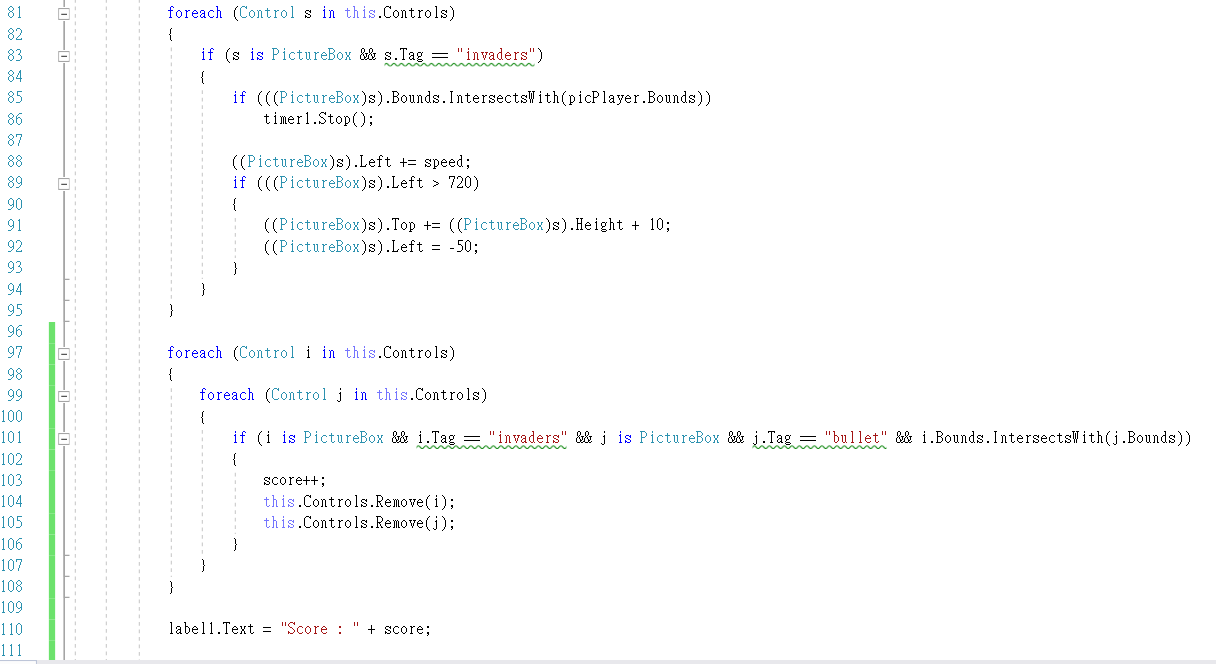 81 foreach (Control s in this.Controls)
82 {
83 if (s is PictureBox && s.Tag == "invaders")
84 {
85 if (((PictureBox)s).Bounds.IntersectsWith(picPlayer.Bounds))
86 timer1.Stop();
87
88 ((PictureBox)s).Left += speed;
89 if (((PictureBox)s).Left > 720)
90 {
91 ((PictureBox)s).Top += ((PictureBox)s).Height + 10;
92 ((PictureBox)s).Left = -50;
93 }
94 }
95 }
96
97 foreach (Control i in this.Controls)
98 {
99 foreach (Control j in this.Controls)
100 {
101 if (i is PictureBox && i.Tag == "invaders" && j is PictureBox && j.Tag == "bullet" && i.Bounds.IntersectsWith(j.Bounds))
102 {
103 score++;
104 this.Controls.Remove(i);
105 this.Controls.Remove(j);
106 }
107 }
108 }
109
110 label1.Text = "Score : " + score;
111